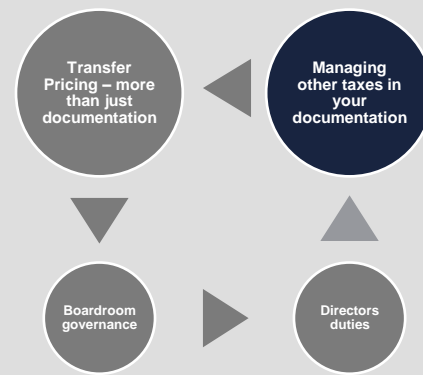 Transfer
Pricing – more
than just
documentation
Managing
other taxes in
your
documentation
Boardroom
governance
Directors
duties